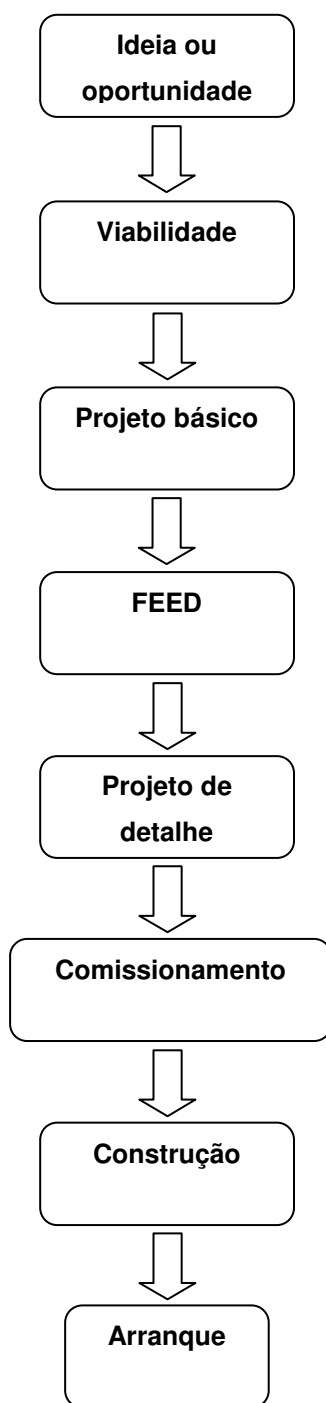 Ideia ou
oportunidade
Viabilidade
Projeto básico
FEED
Projeto de
detalhe
Comissionamento
Construção
Arranque